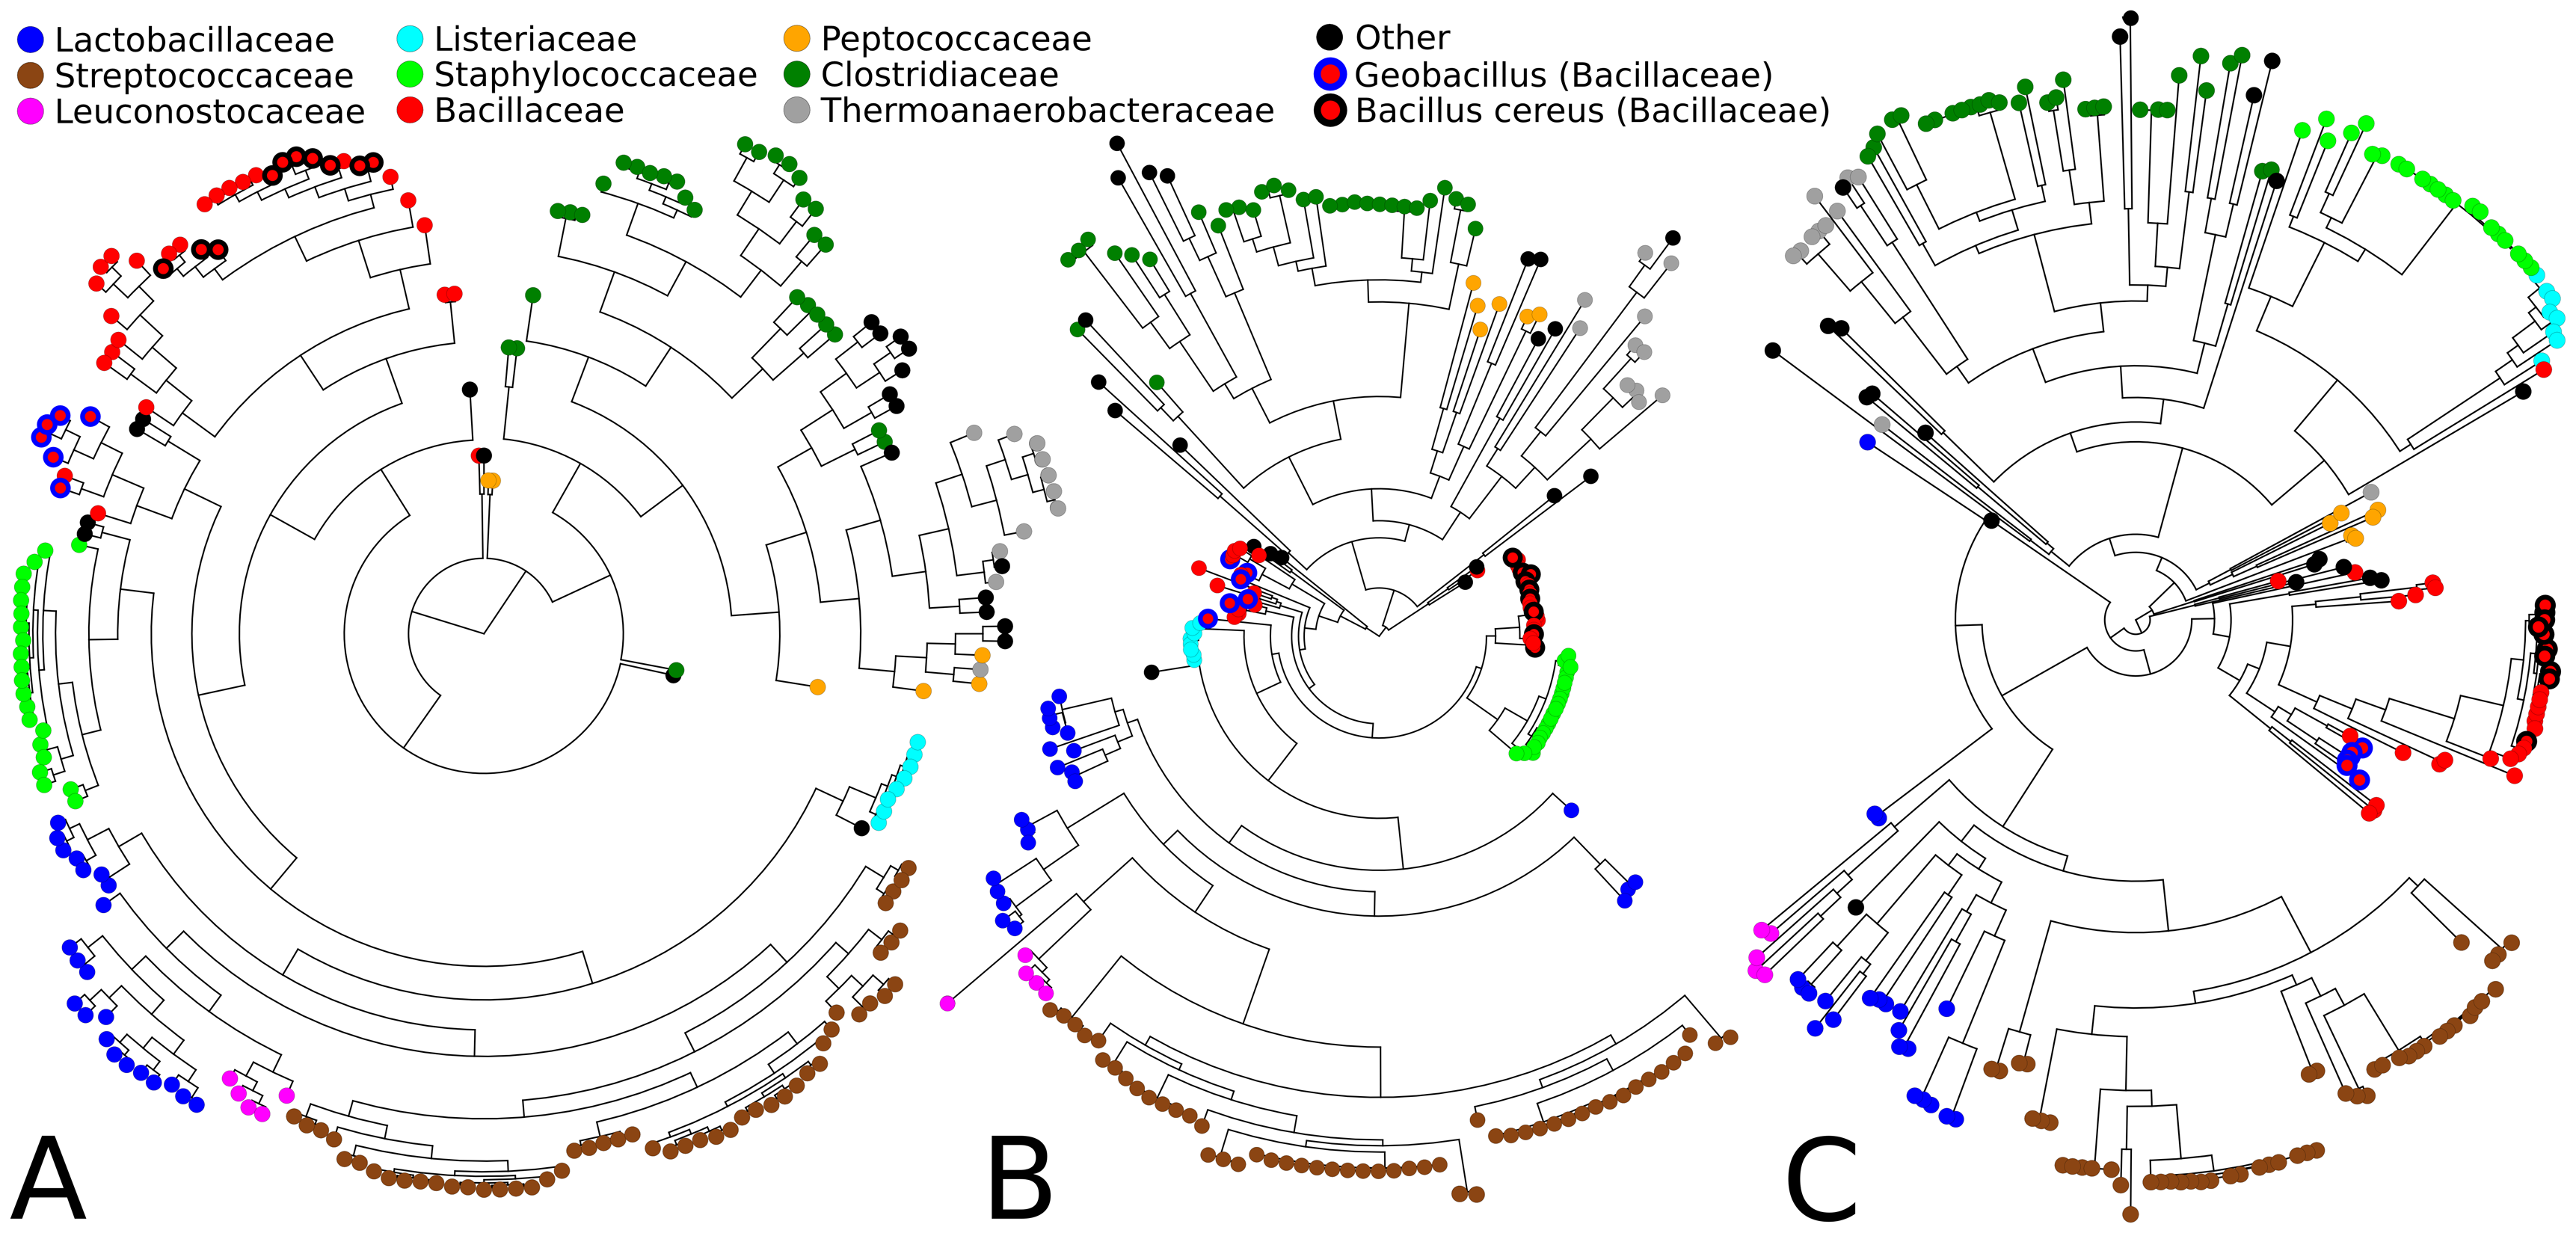 Lactobacillaceae
Streptococcaceae
Leuconostocaceae
Listeriaceae
Staphylococcaceae
Bacillaceae
Peptococcaceae
Clostridiaceae
Thermoanaerobacteraceae
Other
Geobacillus (Bacillaceae)
Bacillus cereus (Bacillaceae)
A
B
C